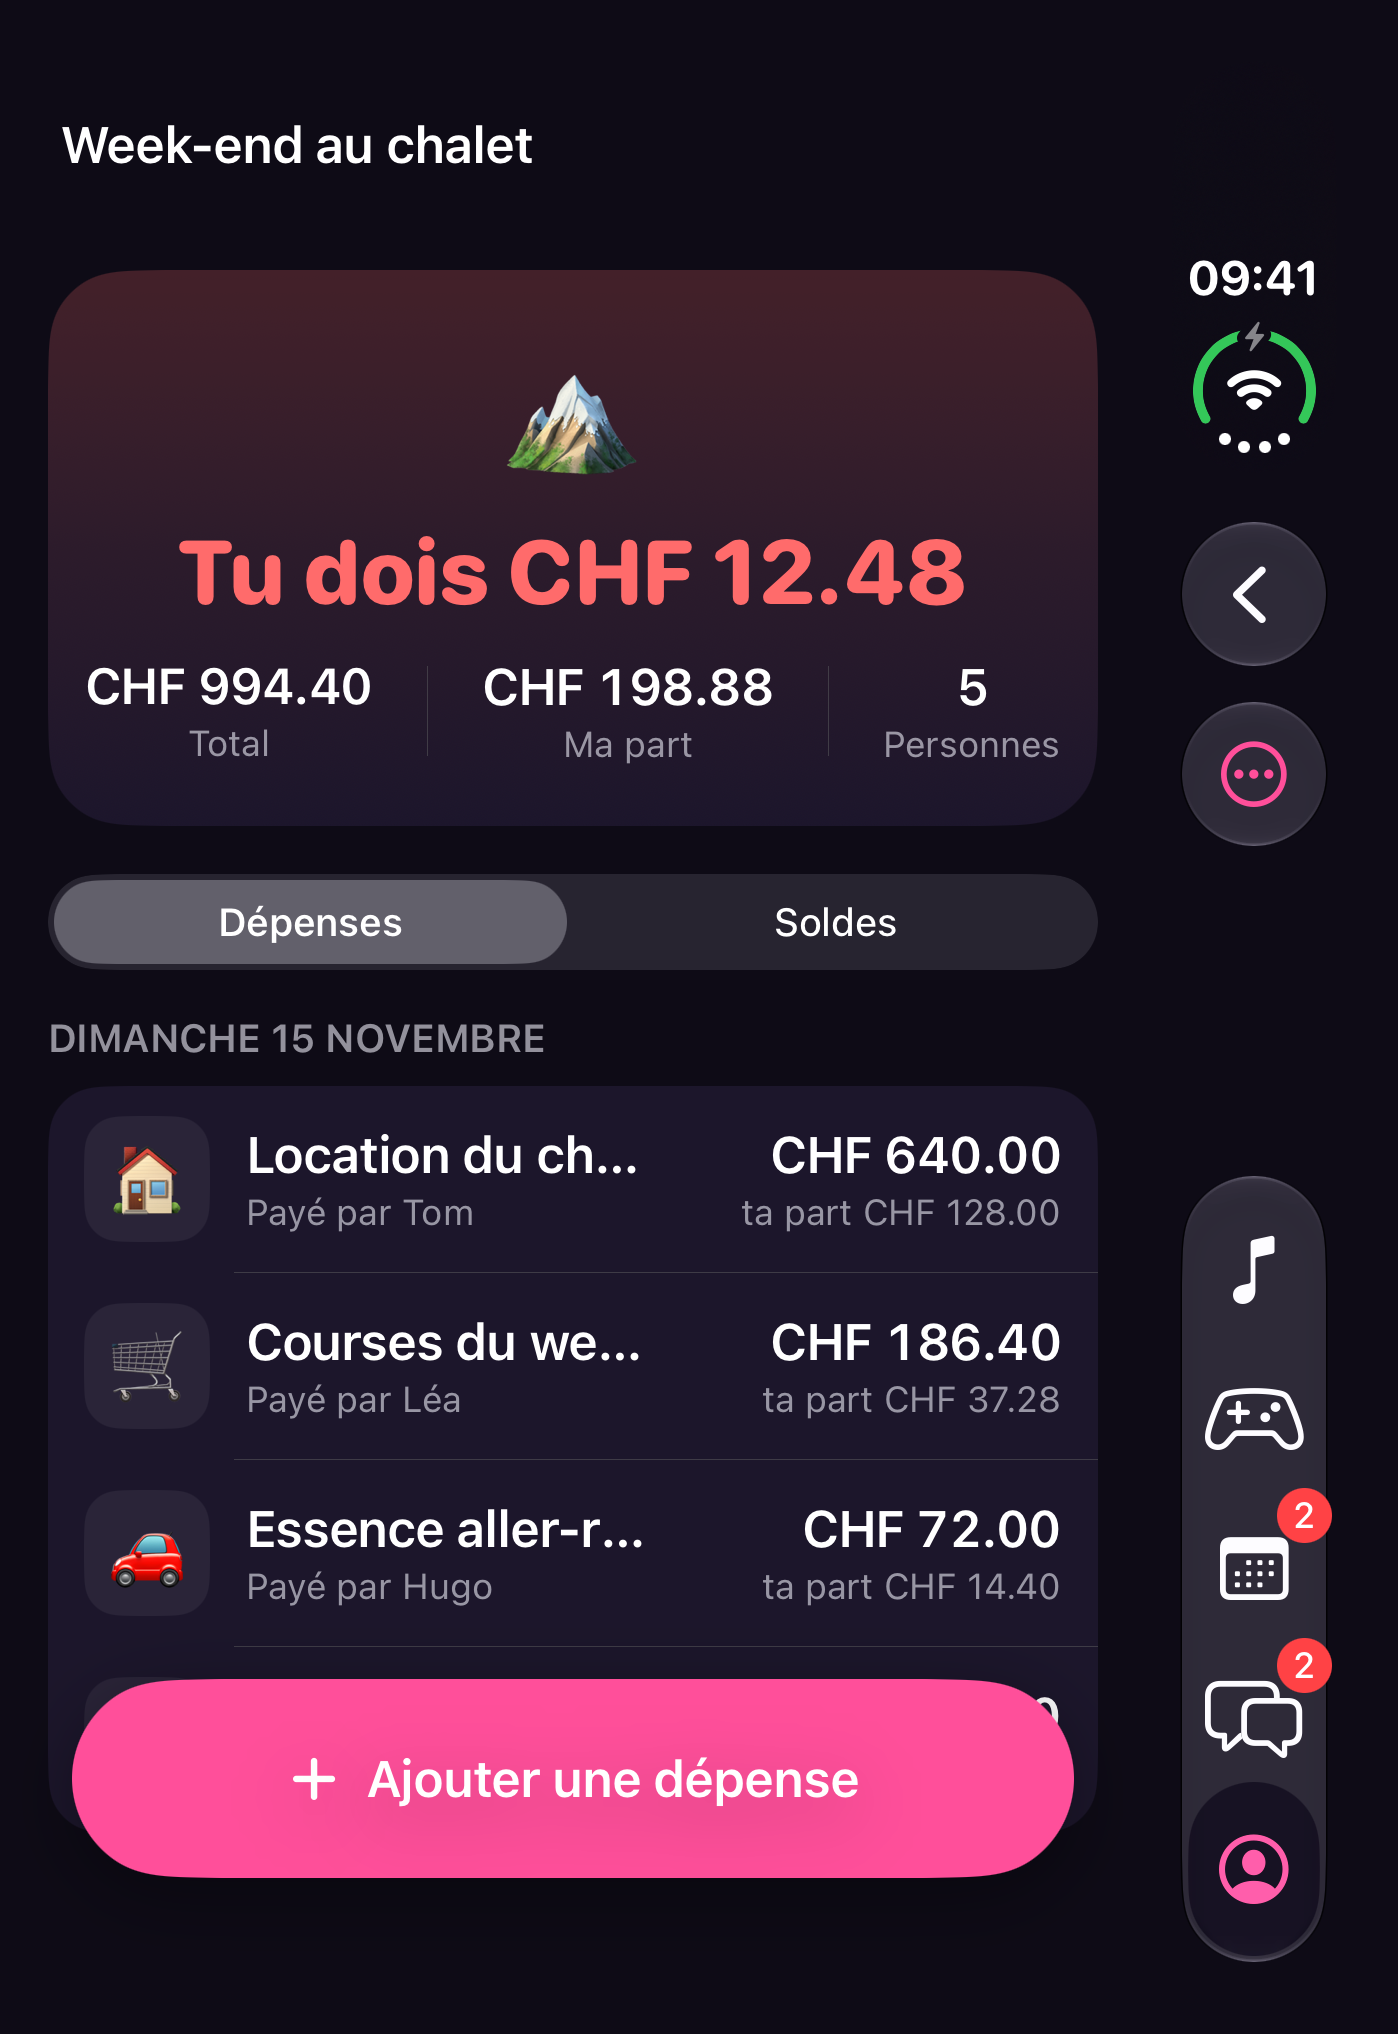 Week-end au chalet
09:41
Tu dois CHF 12.48
CHF 994.40
Total
CHF 198.88
Ma part
5
Personnes
Dépenses
Soldes
DIMANCHE 15 NOVEMBRE
Location du ch...
CHF 640.00
Payé par Tom
ta part CHF 128.00
Courses du we...
CHF 186.40
Payé par Léa
ta part CHF 37.28
Essence aller-r...
CHF 72.00
Payé par Hugo
ta part CHF 14.40
2
2
+ Ajouter une dépense